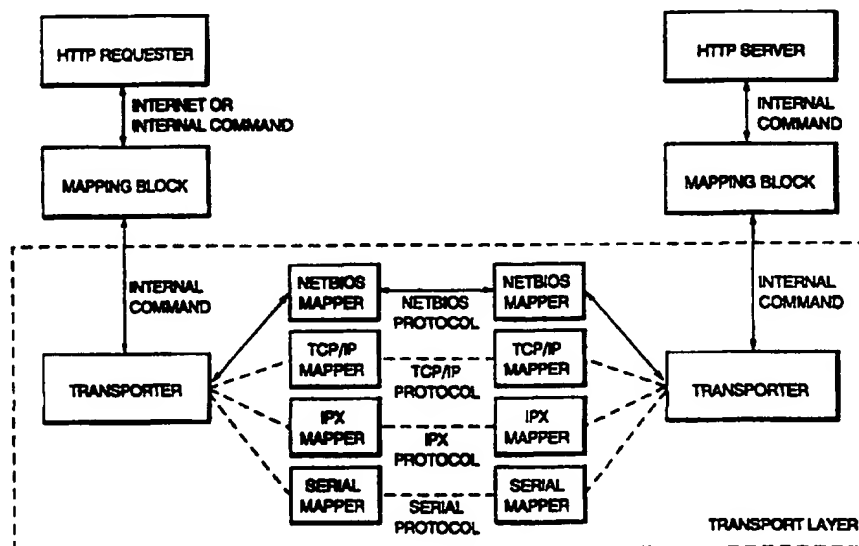 HTTP REQUESTER
HTTP SERVER
INTERNET OR
INTERNAL COMMAND
INTERNAL
COMMAND
MAPPING BLOCK
MAPPING BLOCK
INTERNAL
COMMAND
NETBIOS
MAPPER
NETBIOS
PROTOCOL
NETBIOS
MAPPER
INTERNAL
COMMAND
TRANSPORTER
TCP/IP
MAPPER
TCP/IP
PROTOCOL
TCP/IP
MAPPER
TRANSPORTER
IPX
MAPPER
IPX
PROTOCOL
IPX
MAPPER
SERIAL
MAPPER
SERIAL
PROTOCOL
SERIAL
MAPPER
TRANSPORT LAYER